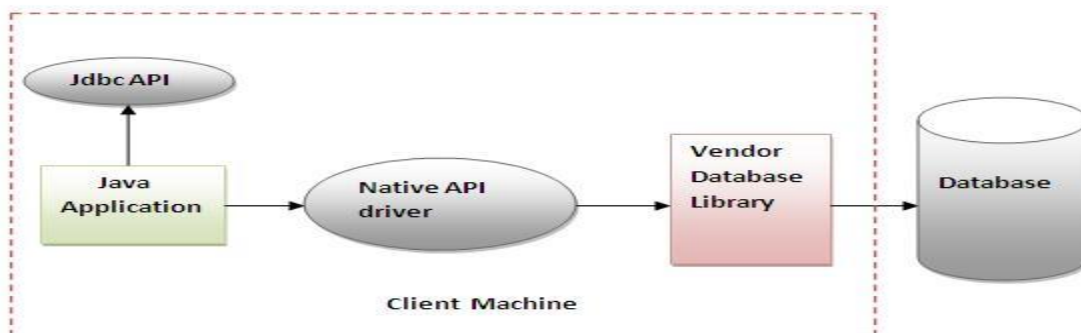 Jdbc API
Java
Application
Native API
driver
Vendor
Database
Library
Database
Client Machine